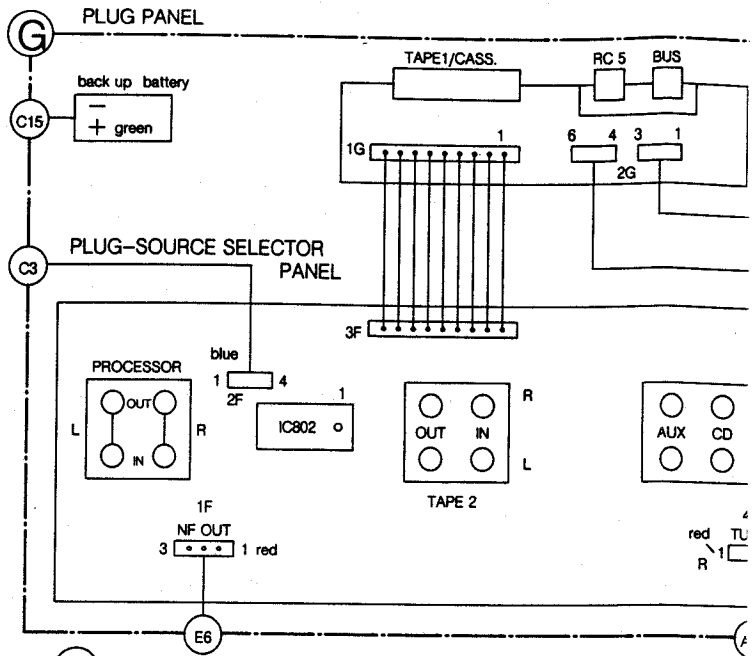 G PLUG PANEL
TAPE1/CASS. RC 5 BUS
back up battery
C15 − + green
1G 1 6 4 3 1
2G
C3 PLUG–SOURCE SELECTOR
PANEL
3F
blue
PROCESSOR 1 4
2F 1
OUT R
L R IC802 OUT IN AUX CD
IN L
TAPE 2
1F
NF OUT red
3 1 red R 1
E6